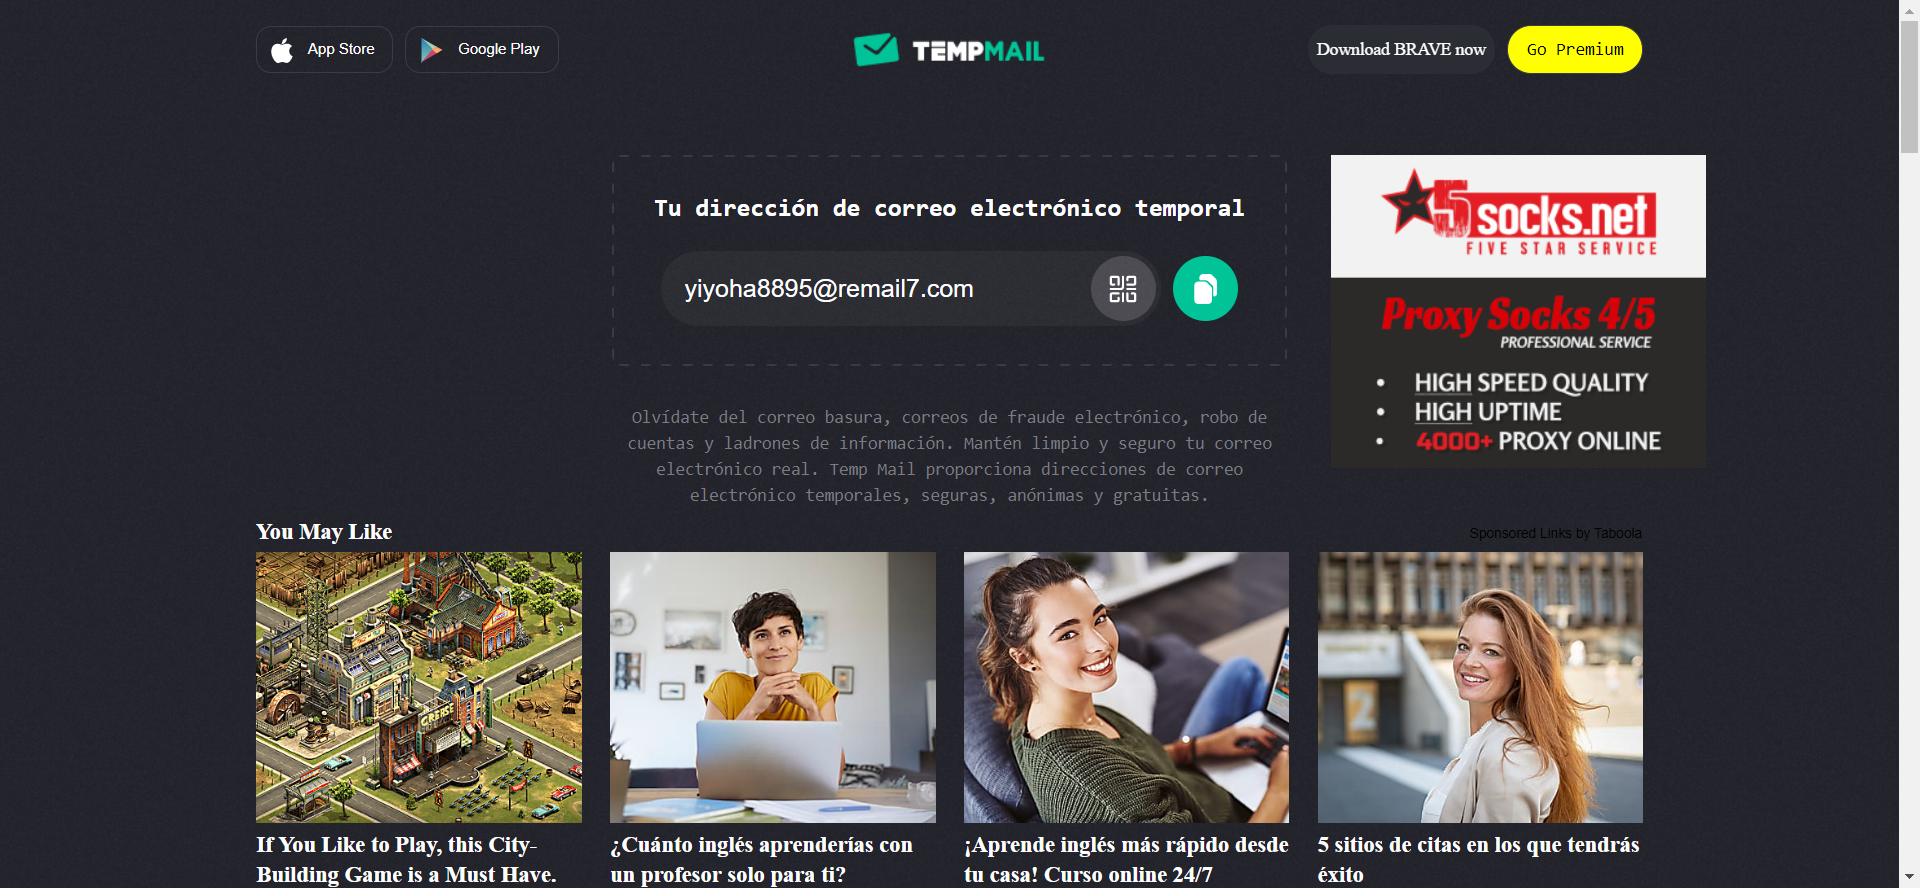 App Store
Google Play
TEMPMAIL
Download BRAVE now
Go Premium
Tu dirección de correo electrónico temporal
yiyoha8895@remail7.com
Olvídate del correo basura, correos de fraude electrónico, robo de
cuentas y ladrones de información. Mantén limpio y seguro tu correo
electrónico real. Temp Mail proporciona direcciones de correo
electrónico temporales, seguras, anónimas y gratuitas.
5socks.net
FIVE STAR SERVICE
Proxy Socks 4/5
PROFESSIONAL SERVICE
• HIGH SPEED QUALITY
• HIGH UPTIME
• 4000+ PROXY ONLINE
You May Like
Sponsored Links by Taboola
GREASE
2
If You Like to Play, this City-
Building Game is a Must Have.
¿Cuánto inglés aprenderías con
un profesor solo para ti?
¡Aprende inglés más rápido desde
tu casa! Curso online 24/7
5 sitios de citas en los que tendrás
éxito